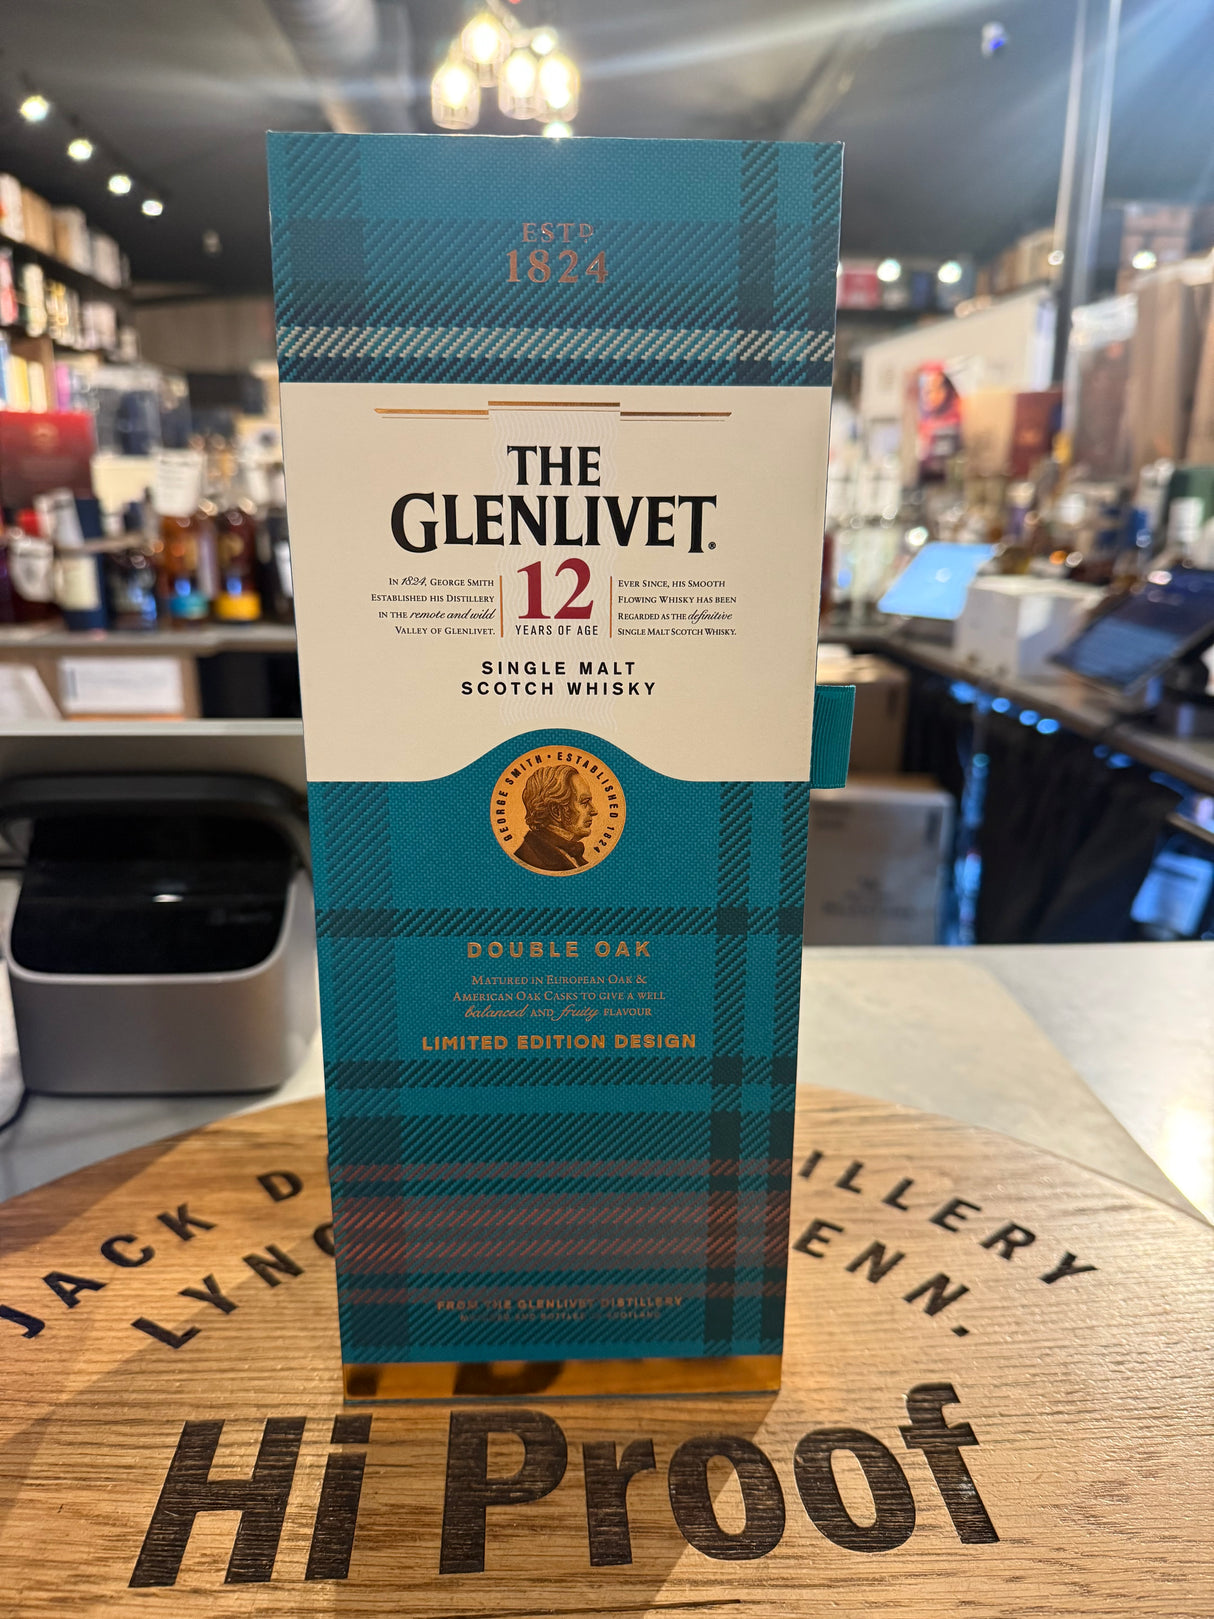 ESTD
1824
THE
GLENLIVET®
IN 1824, GEORGE SMITH
ESTABLISHED HIS DISTILLERY
IN THE remote and wild
VALLEY OF GLENLIVET.
12
YEARS OF AGE
EVER SINCE, HIS SMOOTH
FLOWING WHISKY HAS BEEN
REGARDED AS THE definitive
SINGLE MALT SCOTCH WHISKY.
SINGLE MALT
SCOTCH WHISKY
GEORGE SMITH • ESTABLISHED 1824
DOUBLE OAK
MATURED IN EUROPEAN OAK &
AMERICAN OAK CASKS TO GIVE A WELL
balanced AND fruity FLAVOUR
LIMITED EDITION DESIGN
FROM THE GLENLIVET DISTILLERY
JACK D ILLERY
LYNC ENN.
Hi Proof